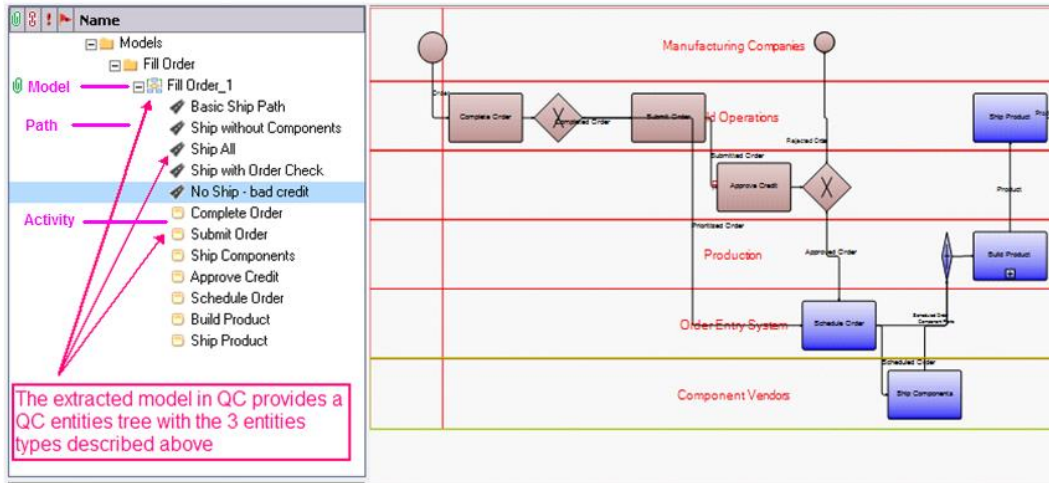 Name
Models
Fill Order
Model
Fill Order_1
Basic Ship Path
Path
Ship without Components
Ship All
Ship with Order Check
No Ship - bad credit
Activity
Complete Order
Submit Order
Ship Components
Approve Credit
Schedule Order
Build Product
Ship Product
The extracted model in QC provides a
QC entities tree with the 3 entities
types described above
Manufacturing Companies
Order
Complete Order
Completed Order
Submit Order
Operations
Ship Product
Rejected Order
Submitted Order
Approve Credit
Product
Prioritised Order
Approved Order
Production
Build Product
Order Entry System
Schedule Order
Scheduled Order
Component Vendors
Ship Components